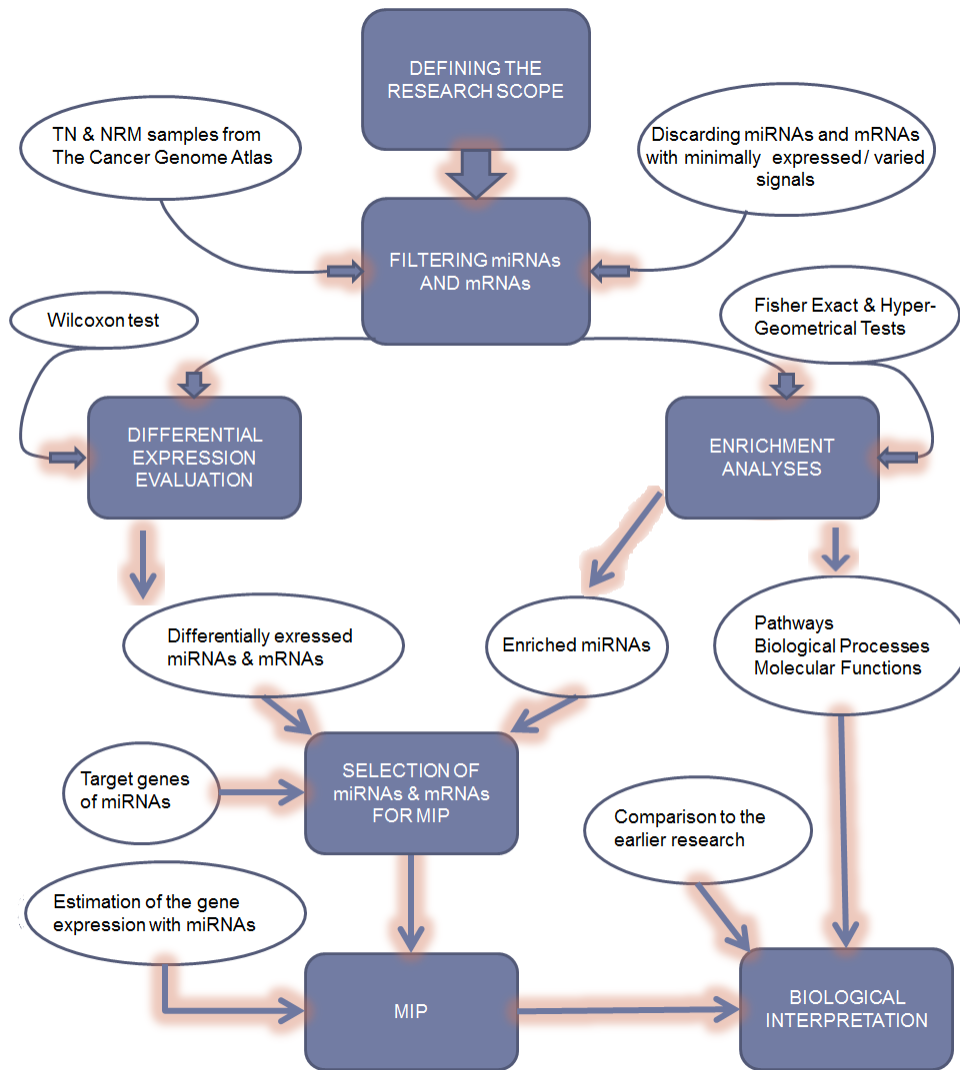 DEFINING THE
RESEARCH SCOPE
TN & NRM samples from
The Cancer Genome Atlas
Discarding miRNAs and mRNAs
with minimally expressed / varied
signals
FILTERING miRNAs
AND mRNAs
Wilcoxon test
Fisher Exact & Hyper-
Geometrical Tests
DIFFERENTIAL
EXPRESSION
EVALUATION
ENRICHMENT
ANALYSES
Differentially exressed
miRNAs & mRNAs
Enriched miRNAs
Pathways
Biological Processes
Molecular Functions
Target genes
of miRNAs
SELECTION OF
miRNAs & mRNAs
FOR MIP
Comparison to the
earlier research
Estimation of the gene
expression with miRNAs
MIP
BIOLOGICAL
INTERPRETATION